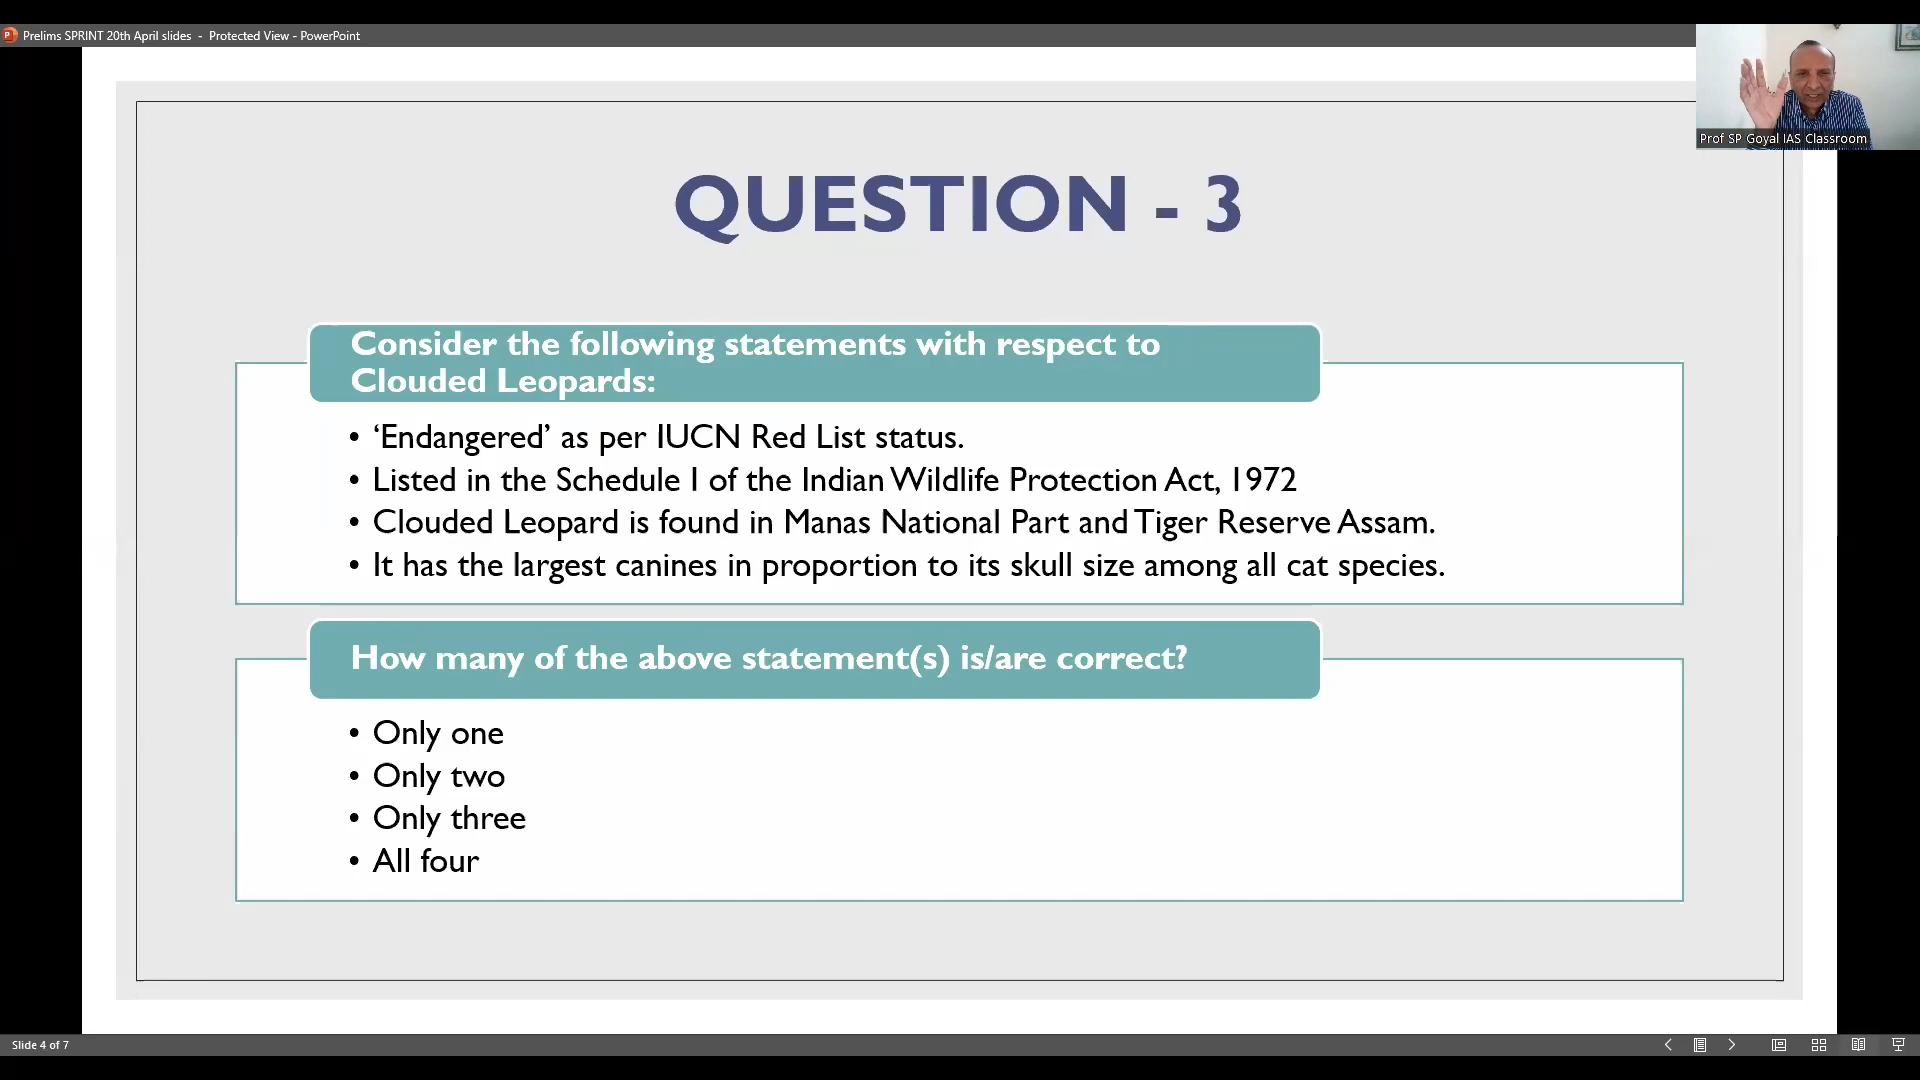 Prelims SPRINT 20th April slides - Protected View - PowerPoint
Prof SP Goyal IAS Classroom
QUESTION - 3
Consider the following statements with respect to
Clouded Leopards:
• ‘Endangered’ as per IUCN Red List status.
• Listed in the Schedule I of the Indian Wildlife Protection Act, 1972
• Clouded Leopard is found in Manas National Part and Tiger Reserve Assam.
• It has the largest canines in proportion to its skull size among all cat species.
How many of the above statement(s) is/are correct?
• Only one
• Only two
• Only three
• All four
Slide 4 of 7